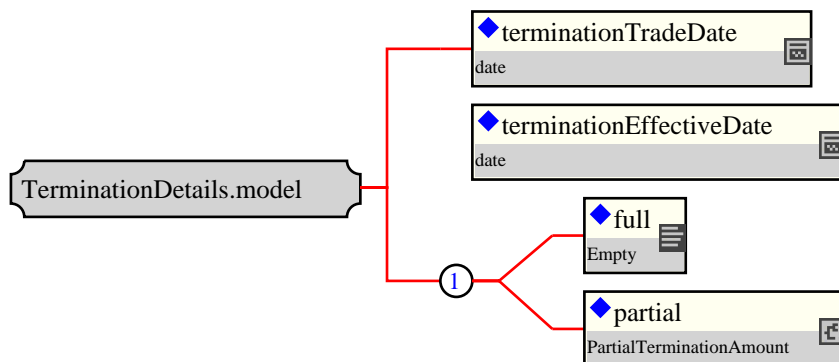 terminationTradeDate
date
terminationEffectiveDate
date
TerminationDetails.model
full
Empty
1
partial
PartialTerminationAmount